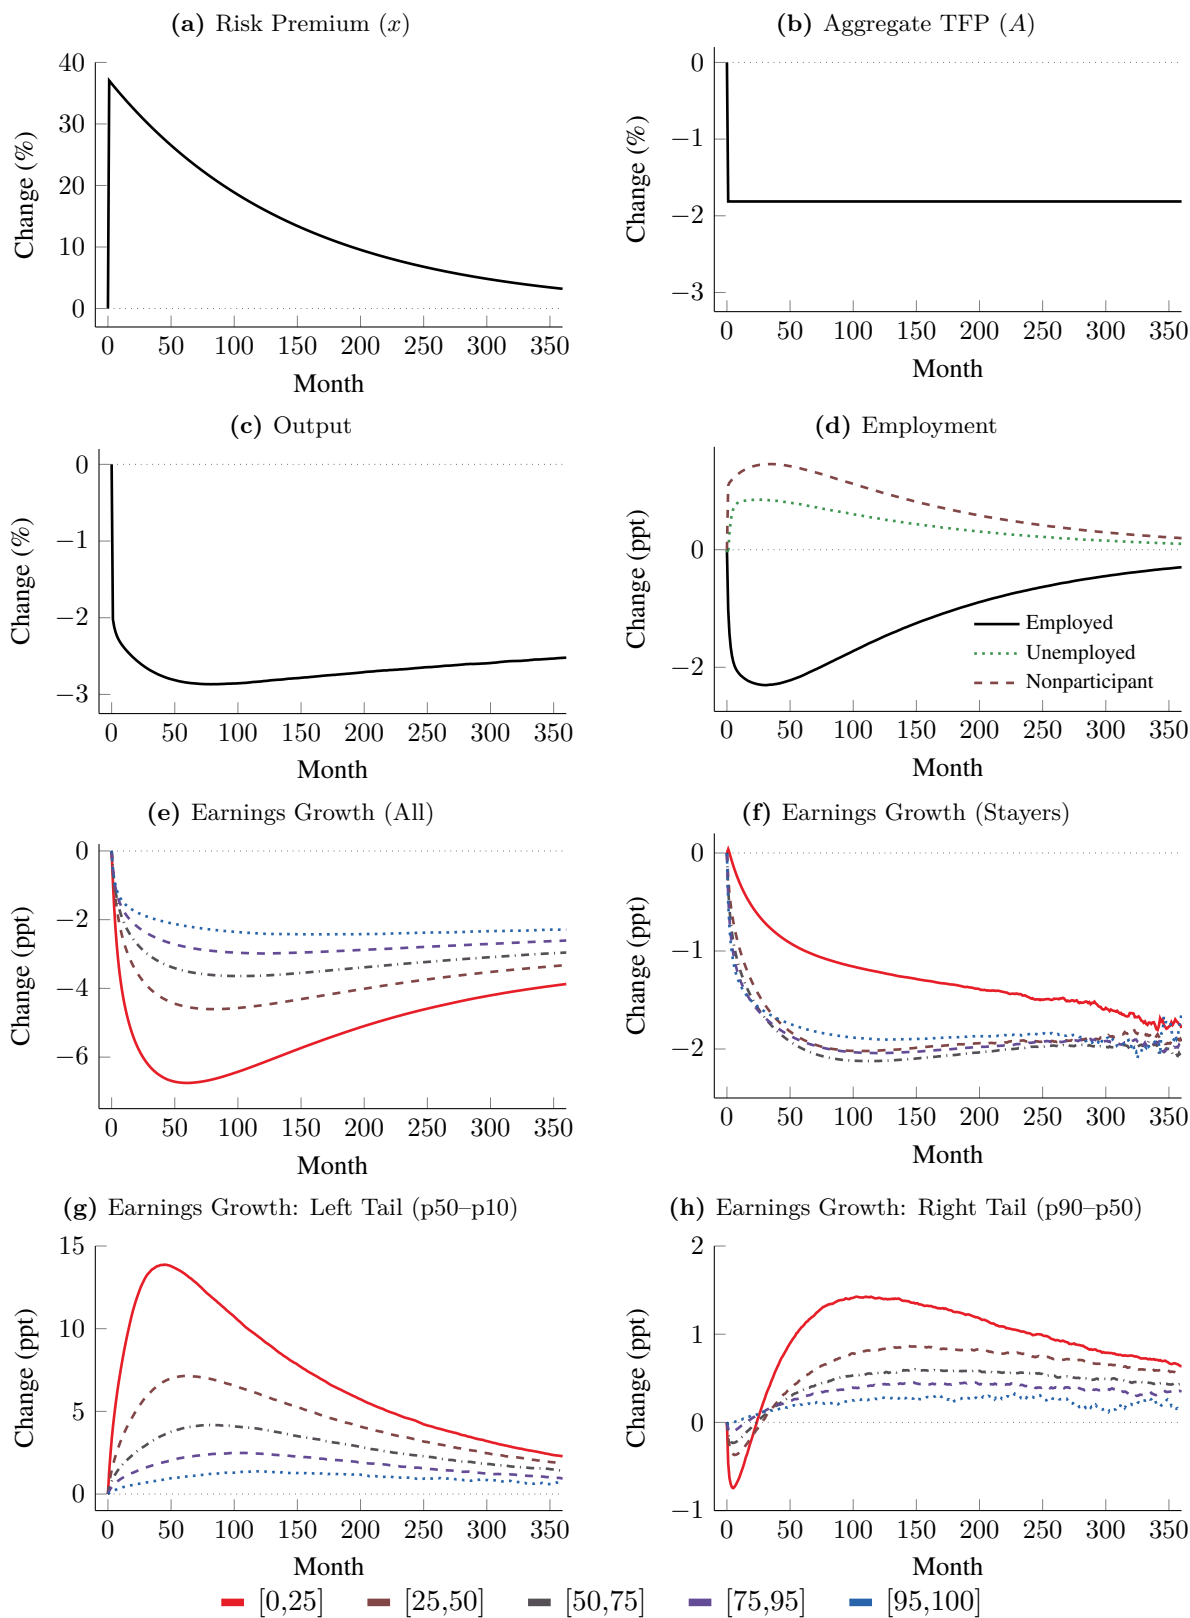 (a) Risk Premium (x)
40
30
20
10
0
Change (%)
0 50 100 150 200 250 300 350
Month
(b) Aggregate TFP (A)
0
−1
−2
−3
Change (%)
0 50 100 150 200 250 300 350
Month
(c) Output
0
−1
−2
−3
Change (%)
0 50 100 150 200 250 300 350
Month
(d) Employment
0
−2
Change (ppt)
Employed
Unemployed
Nonparticipant
0 50 100 150 200 250 300 350
Month
(e) Earnings Growth (All)
0
−2
−4
−6
Change (ppt)
0 50 100 150 200 250 300 350
Month
(f) Earnings Growth (Stayers)
0
−1
−2
Change (ppt)
0 50 100 150 200 250 300 350
Month
(g) Earnings Growth: Left Tail (p50–p10)
15
10
5
0
Change (ppt)
0 50 100 150 200 250 300 350
Month
(h) Earnings Growth: Right Tail (p90–p50)
2
1
0
−1
Change (ppt)
0 50 100 150 200 250 300 350
Month
[0,25] [25,50] [50,75] [75,95] [95,100]